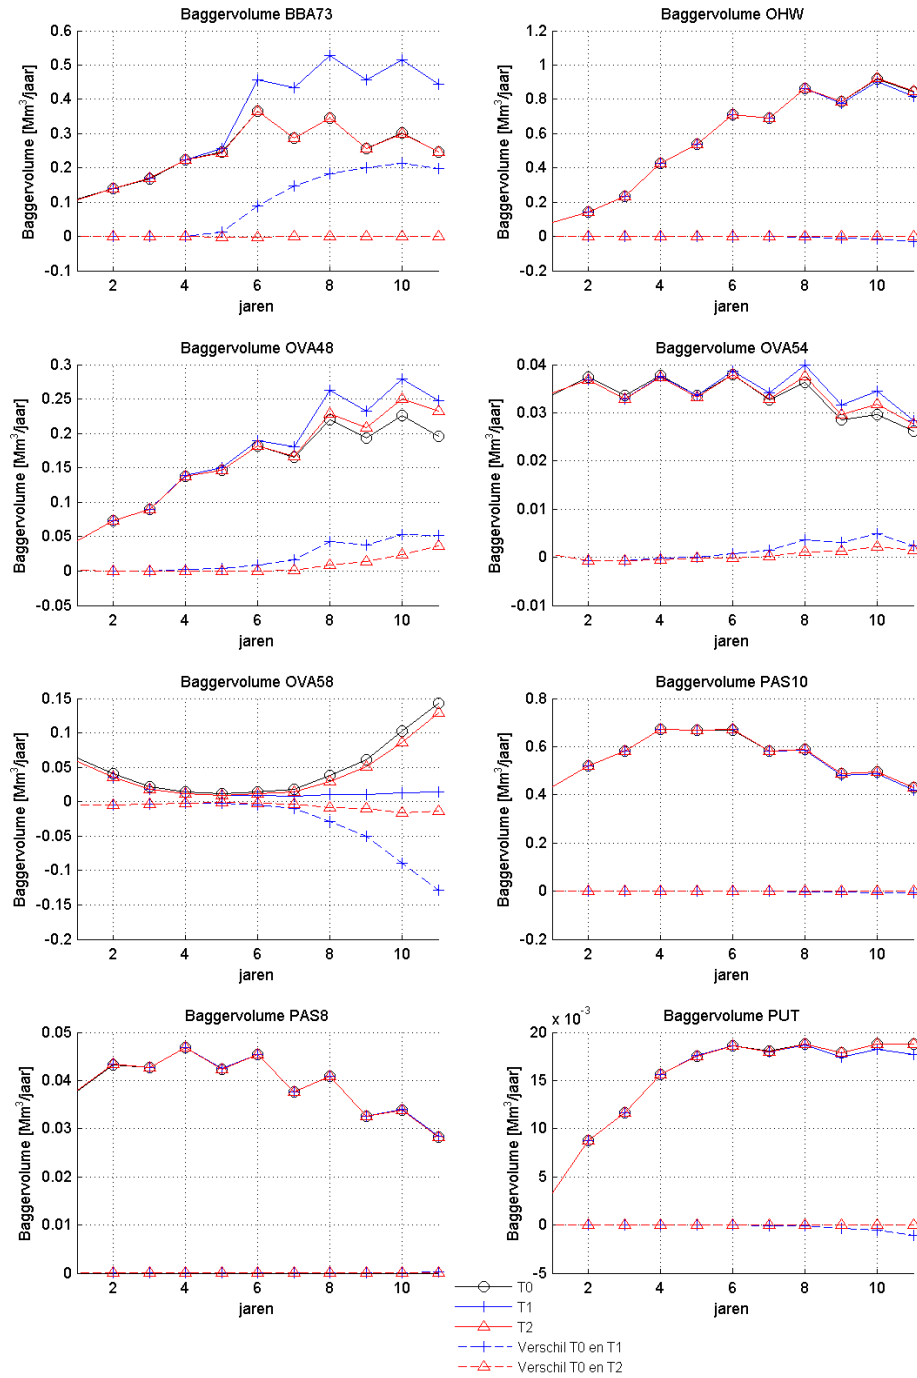 Baggervolume BBA73
Baggervolume [Mm³/jaar]
0.6
0.5
0.4
0.3
0.2
0.1
0
-0.1
2 4 6 8 10
jaren
Baggervolume OHW
Baggervolume [Mm³/jaar]
1.2
1
0.8
0.6
0.4
0.2
0
-0.2
2 4 6 8 10
jaren
Baggervolume OVA48
Baggervolume [Mm³/jaar]
0.3
0.25
0.2
0.15
0.1
0.05
0
-0.05
2 4 6 8 10
jaren
Baggervolume OVA54
Baggervolume [Mm³/jaar]
0.04
0.03
0.02
0.01
0
-0.01
2 4 6 8 10
jaren
Baggervolume OVA58
Baggervolume [Mm³/jaar]
0.15
0.1
0.05
0
-0.05
-0.1
-0.15
-0.2
2 4 6 8 10
jaren
Baggervolume PAS10
Baggervolume [Mm³/jaar]
0.8
0.6
0.4
0.2
0
-0.2
2 4 6 8 10
jaren
Baggervolume PAS8
Baggervolume [Mm³/jaar]
0.05
0.04
0.03
0.02
0.01
0
2 4 6 8 10
jaren
Baggervolume PUT
x 10⁻³
Baggervolume [Mm³/jaar]
20
15
10
5
0
-5
2 4 6 8 10
jaren
T0
T1
T2
Verschil T0 en T1
Verschil T0 en T2